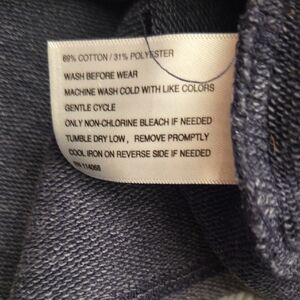 69% COTTON / 31% POLYESTER
WASH BEFORE WEAR
MACHINE WASH COLD WITH LIKE COLORS
GENTLE CYCLE
ONLY NON-CHLORINE BLEACH IF NEEDED
TUMBLE DRY LOW, REMOVE PROMPTLY
COOL IRON ON REVERSE SIDE IF NEEDED
114068